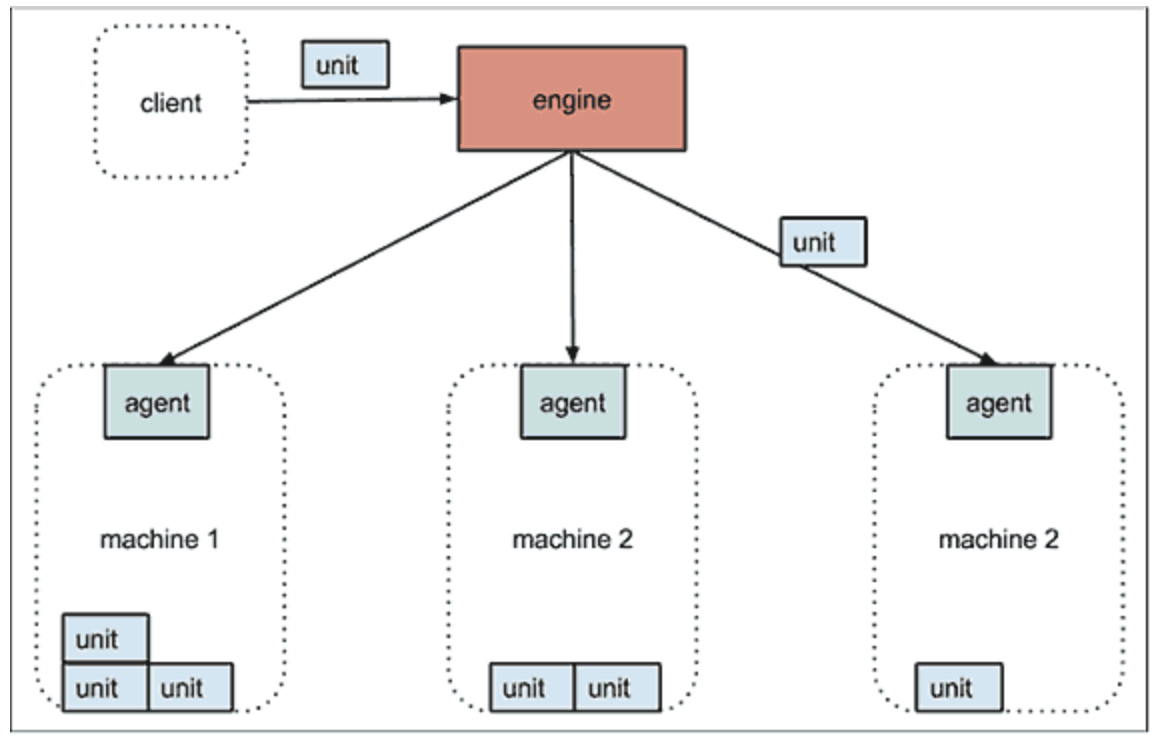 unit
client
engine
unit
agent
agent
agent
machine 1
machine 2
machine 2
unit
unit unit
unit unit
unit